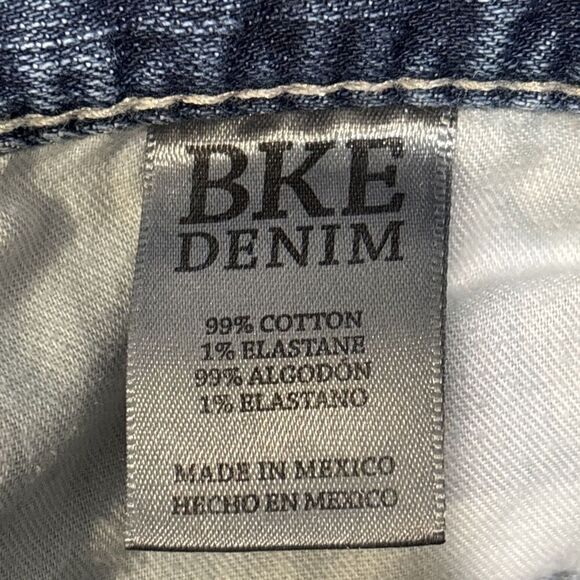 BKE
DENIM
99% COTTON
1% ELASTANE
99% ALGODÓN
1% ELASTANO
MADE IN MEXICO
HECHO EN MEXICO